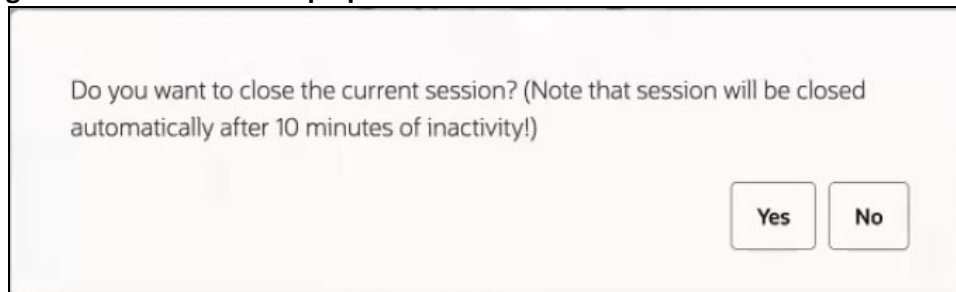 Do you want to close the current session? (Note that session will be closed
automatically after 10 minutes of inactivity!)
Yes No